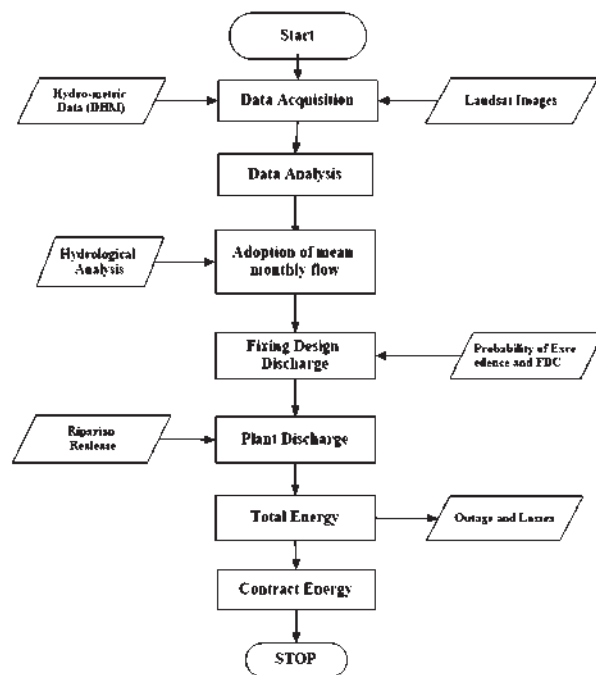 Start
Hydro-metric
Data (DHM)
Data Acquisition
Landsat Images
Data Analysis
Hydrological
Analysis
Adoption of mean
monthly flow
Fixing Design
Discharge
Probability of Exce
edence and FDC
Riparian
Realease
Plant Discharge
Total Energy
Outage and Losses
Contract Energy
STOP